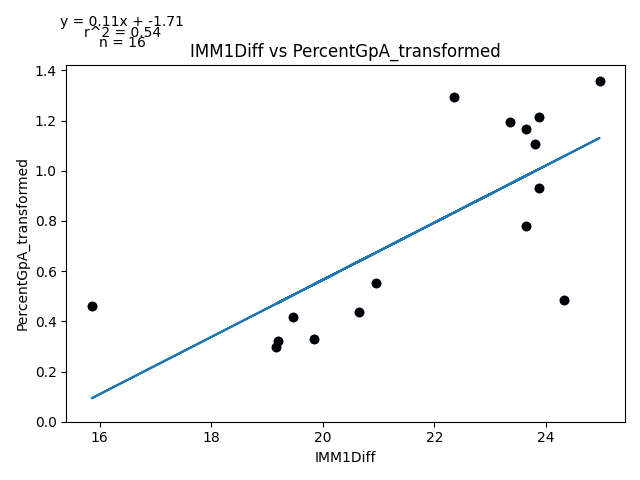 y = 0.11x + -1.71
r^2 = 0.54
n = 16
IMM1Diff vs PercentGpA_transformed
1.4
1.2
1.0
0.8
0.6
0.4
0.2
0.0
PercentGpA_transformed
16 18 20 22 24
IMM1Diff